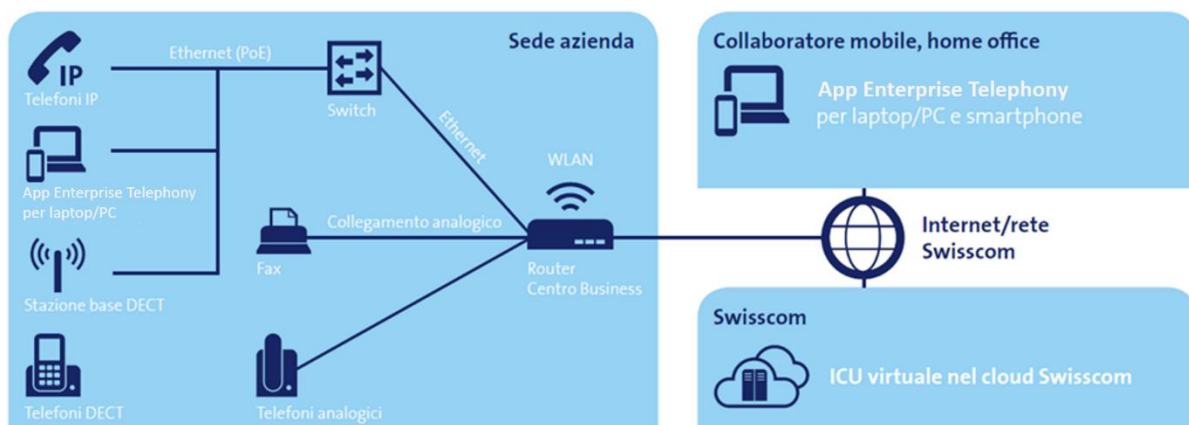 Sede azienda
IP
Telefoni IP
Ethernet (PoE)
Switch
Ethernet
App Enterprise Telephony
per laptop/PC
WLAN
Collegamento analogico
Fax
Router
Centro Business
Stazione base DECT
Telefoni DECT
Telefoni analogici
Collaboratore mobile, home office
App Enterprise Telephony
per laptop/PC e smartphone
Internet/rete
Swisscom
Swisscom
ICU virtuale nel cloud Swisscom